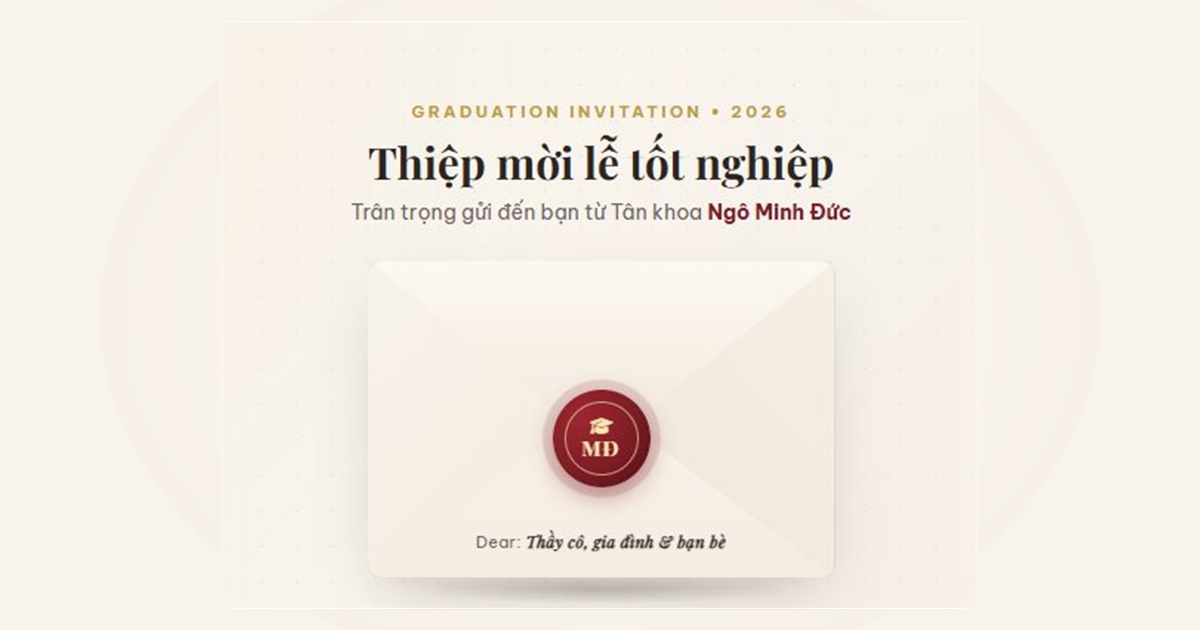 GRADUATION INVITATION • 2026
Thiệp mời lễ tốt nghiệp
Trân trọng gửi đến bạn từ Tân khoa Ngô Minh Đức
MĐ
Dear: Thầy cô, gia đình & bạn bè